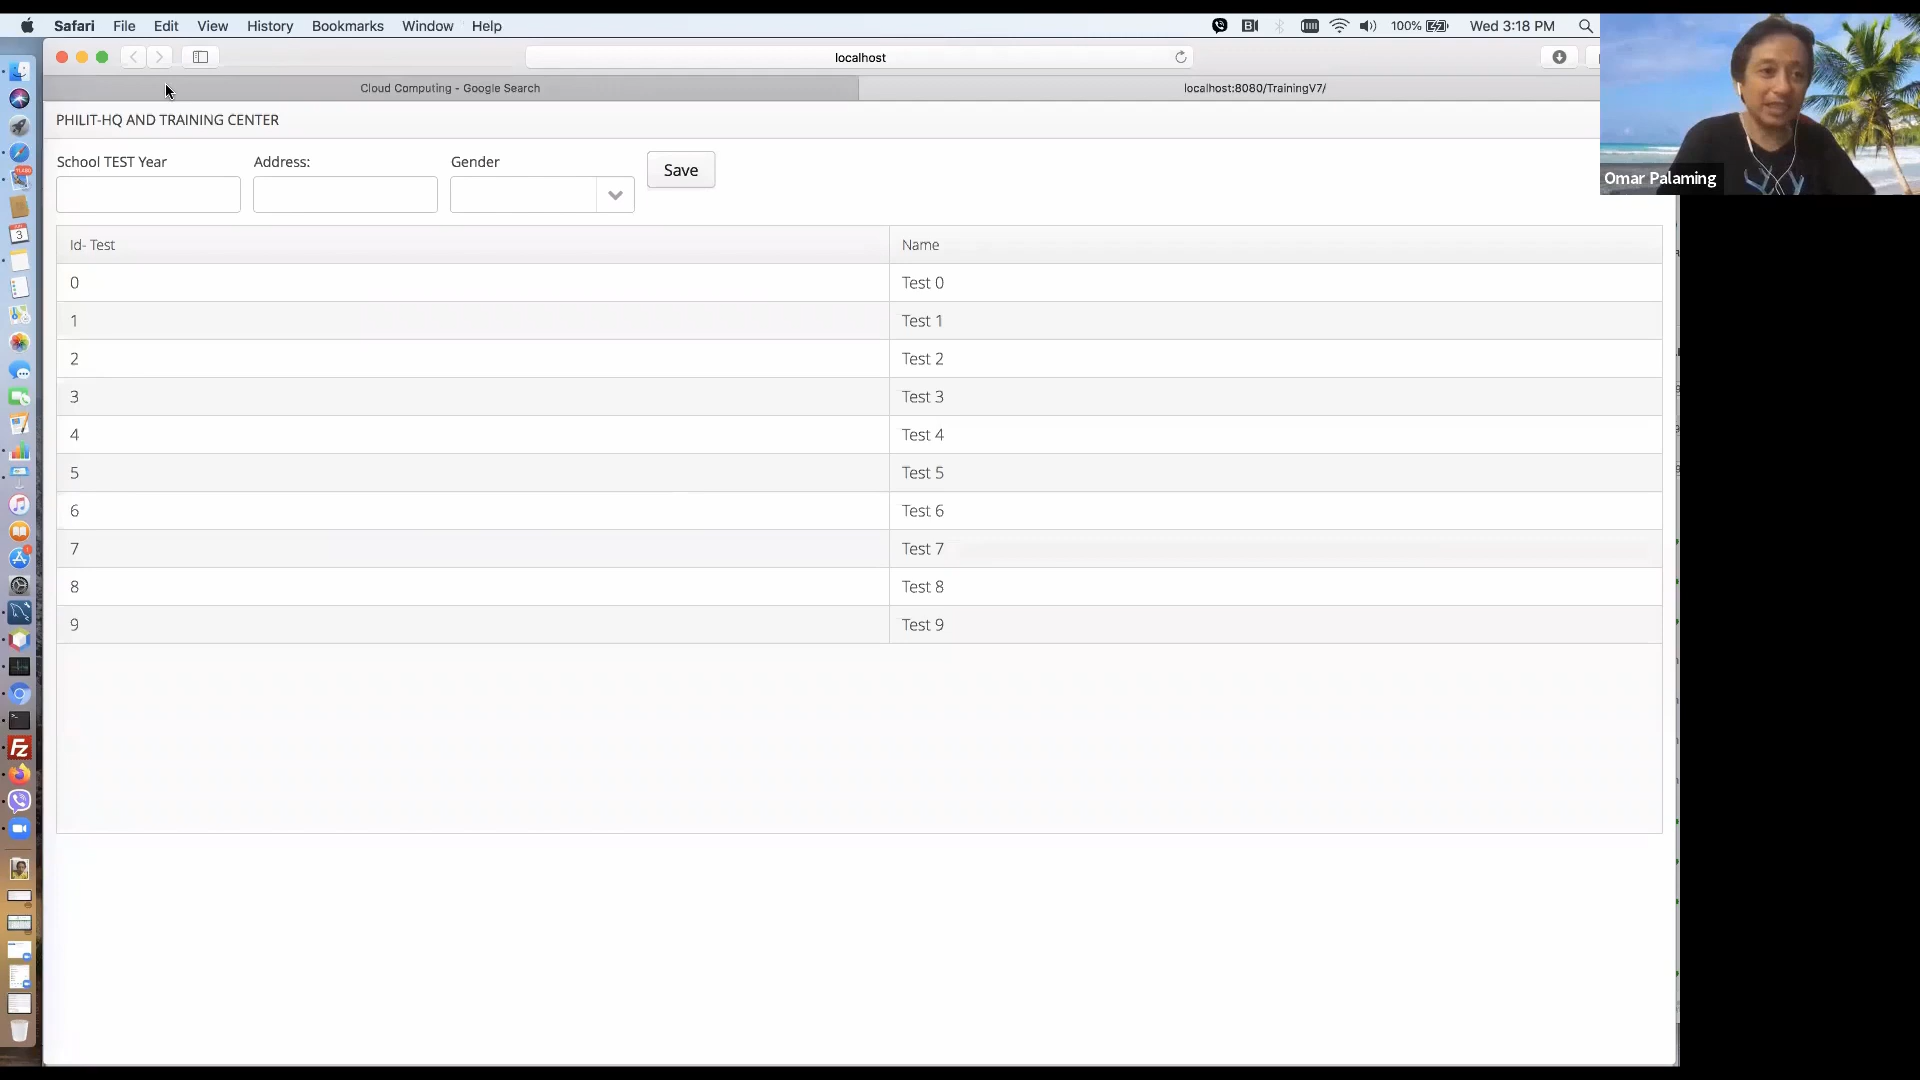 Safari File Edit View History Bookmarks Window Help 100% Wed 3:18 PM
localhost
Cloud Computing - Google Search
localhost:8080/TrainingV7/
PHILIT-HQ AND TRAINING CENTER
School TEST Year Address: Gender
Save
Omar Palaming
Id- Test Name
0 Test 0
1 Test 1
2 Test 2
3 Test 3
4 Test 4
5 Test 5
6 Test 6
7 Test 7
8 Test 8
9 Test 9